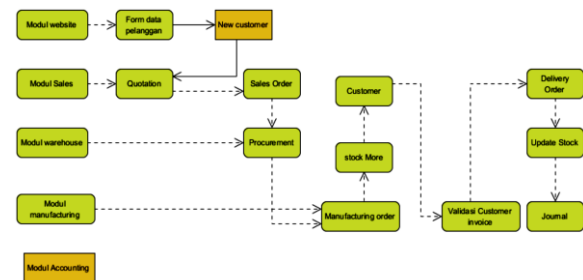 Modul website
Form data
pelanggan
New customer
Modul Sales
Quotation
Sales Order
Customer
Delivery
Order
Modul warehouse
Procurement
stock More
Update Stock
Modul
manufacturing
Manufacturing order
Validasi Customer
invoice
Journal
Modul Accounting